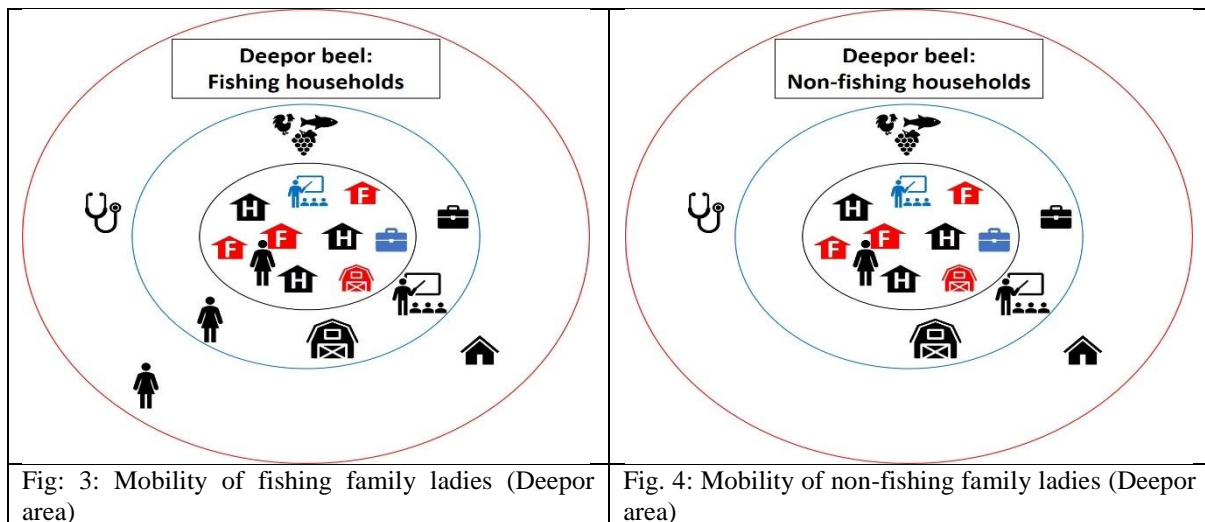 Deepor beel:
Fishing households
H
F
F
F
H
H
Fig: 3: Mobility of fishing family ladies (Deepor
area)
Deepor beel:
Non-fishing households
H
F
F
F
H
H
Fig. 4: Mobility of non-fishing family ladies (Deepor
area)